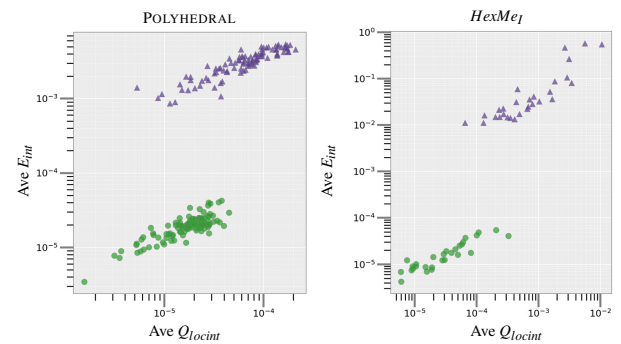 POLYHEDRAL
HexMe_I
Ave E_int
10⁻³
10⁻⁴
10⁻⁵
10⁻⁵
10⁻⁴
Ave Q_locint
Ave E_int
10⁰
10⁻¹
10⁻²
10⁻³
10⁻⁴
10⁻⁵
10⁻⁵
10⁻⁴
10⁻³
10⁻²
Ave Q_locint